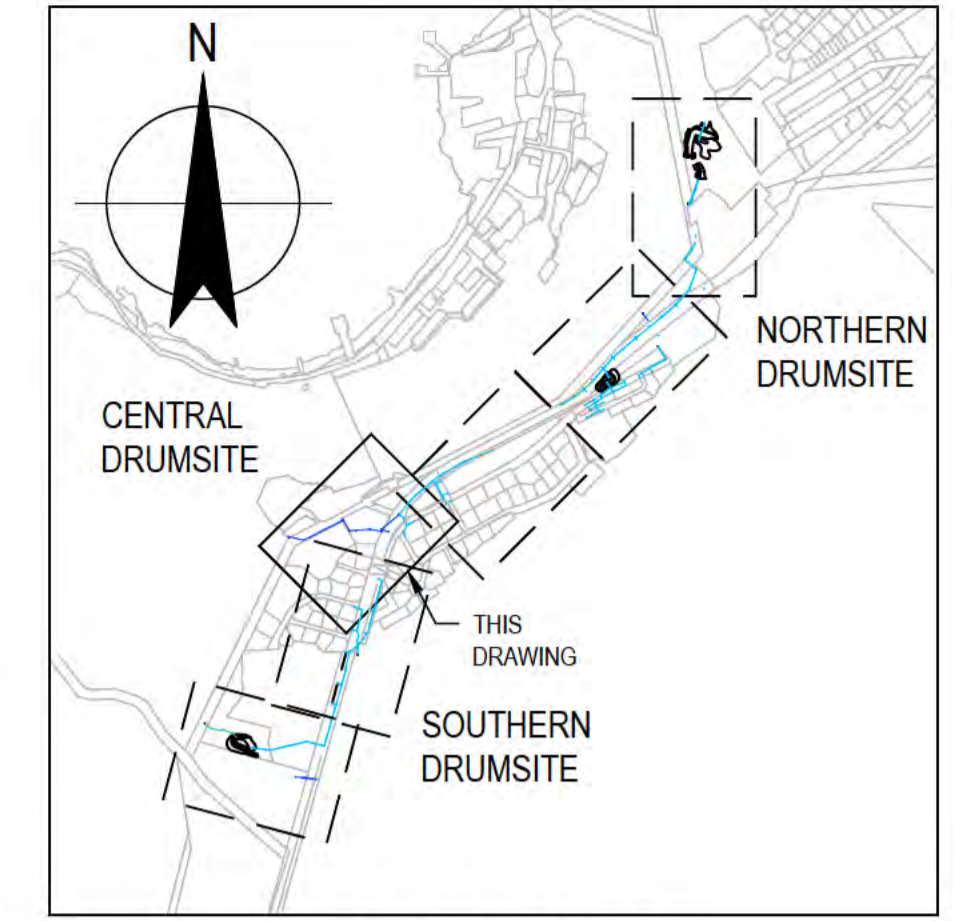 N
NORTHERN
DRUMSITE
CENTRAL
DRUMSITE
THIS
DRAWING
SOUTHERN
DRUMSITE